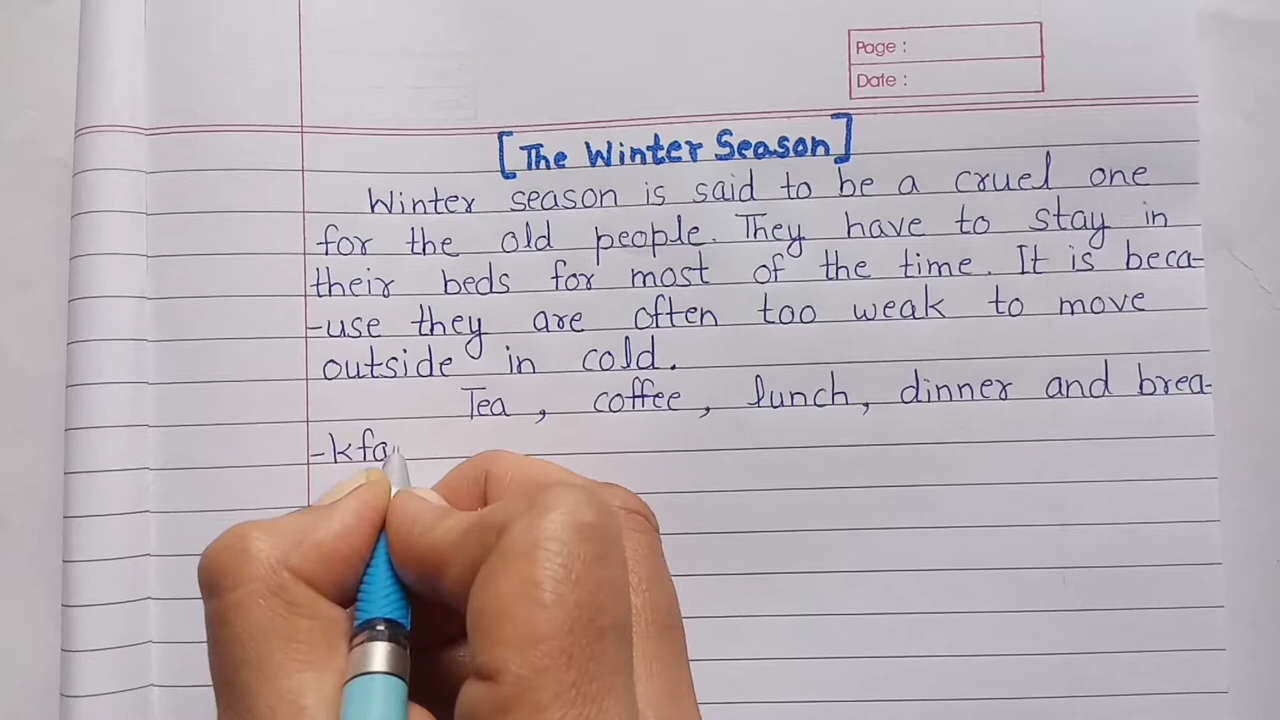 Page :
Date :
[The Winter Season]
Winter season is said to be a cruel one
for the old people. They have to stay in
their beds for most of the time. It is beca-
-use they are often too weak to move
outside in cold.
Tea , coffee, lunch, dinner and brea-
-kfa